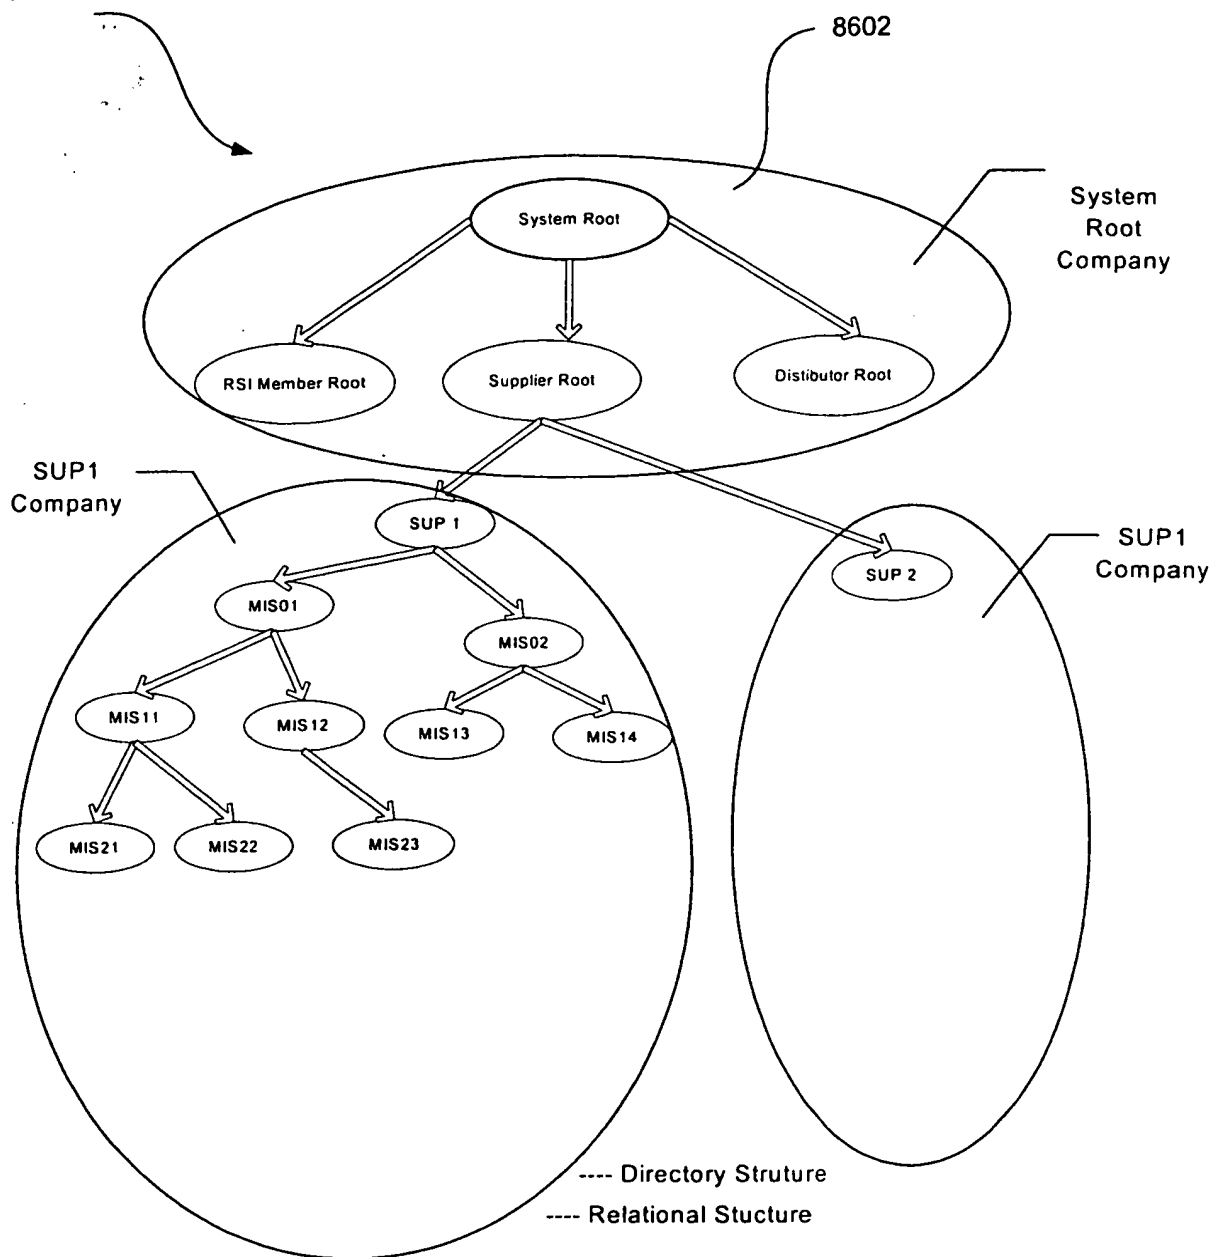 8602
System Root
System
Root
Company
RSI Member Root
Supplier Root
Distibutor Root
SUP1
Company
SUP 1
SUP1
Company
SUP 2
MIS01
MIS02
MIS11
MIS12
MIS13
MIS14
MIS21
MIS22
MIS23
---- Directory Struture
---- Relational Stucture